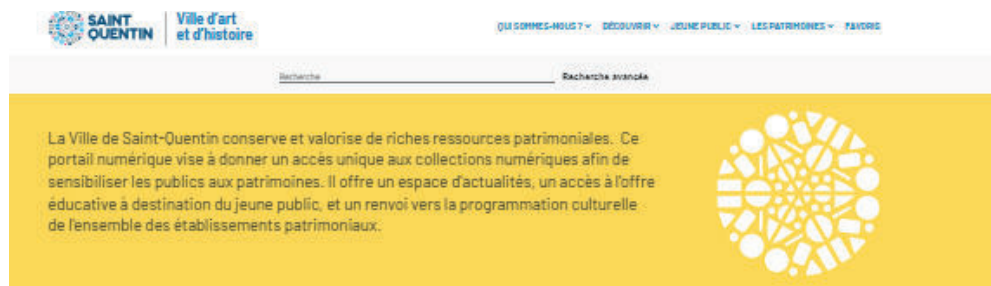 SAINT QUENTIN
Ville d'art et d'histoire
QUI SOMMES-NOUS ? DÉCOUVRIR JEUNE PUBLIC LES PATRIMOINES FAVORIS
Recherche Recherche avancée
La Ville de Saint-Quentin conserve et valorise de riches ressources patrimoniales. Ce
portail numérique vise à donner un accès unique aux collections numériques afin de
sensibiliser les publics aux patrimoines. Il offre un espace d'actualités, un accès à l'offre
éducative à destination du jeune public, et un renvoi vers la programmation culturelle
de l'ensemble des établissements patrimoniaux.